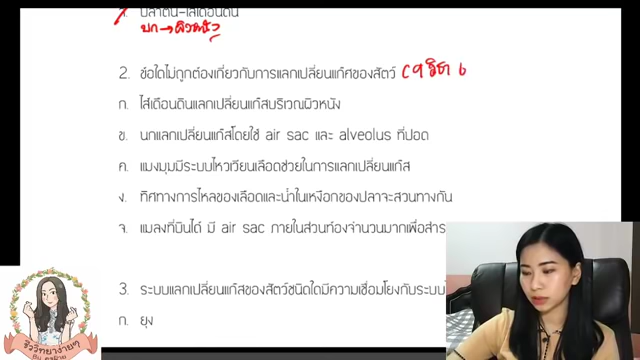 1. ปลาตีน-ไส้เดือนดิน
บก → ผิวหนัง
2. ข้อใดไม่ถูกต้องเกี่ยวกับการแลกเปลี่ยนแก๊สของสัตว์ (9 วิชา
ก. ไส้เดือนดินแลกเปลี่ยนแก๊สบริเวณผิวหนัง
ข. นกแลกเปลี่ยนแก๊สโดยใช้ air sac และ alveolus ที่ปอด
ค. แมงมุมมีระบบไหวเวียนเลือดช่วยในการแลกเปลี่ยนแก๊ส
ง. ทิศทางการไหลของเลือดและน้ำในเหงือกของปลาจะสวนทางกัน
จ. แมลงที่บินได้ มี air sac ภายในส่วนท้องจำนวนมากเพื่อสำร
3. ระบบแลกเปลี่ยนแก๊สของสัตว์ชนิดใดมีความเชื่อมโยงกับระบบ
ก. ยุง
ชีววิทยาง่ายๆ